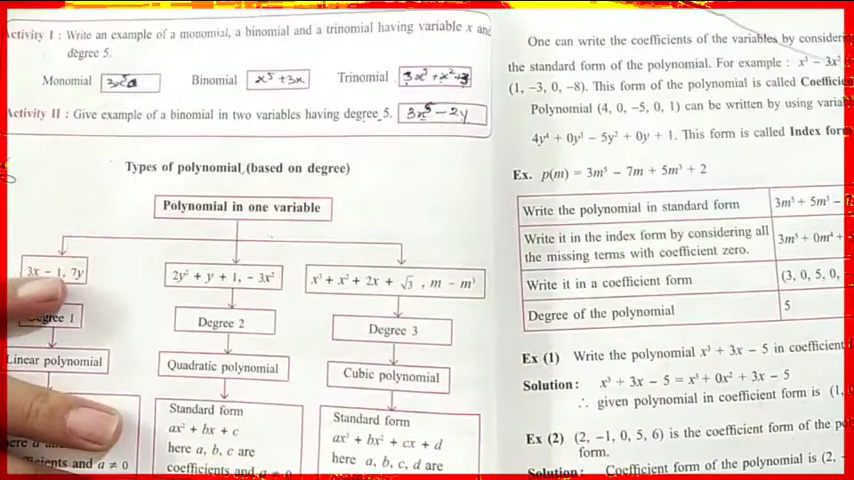 Activity I : Write an example of a monomial, a binomial and a trinomial having variable x and
degree 5.
Monomial 3x⁵ Binomial x⁵ + 3x Trinomial
Activity II : Give example of a binomial in two variables having degree 5. 3x⁵ − 2y
Types of polynomial (based on degree)
Polynomial in one variable
3x − 1, 7y
2y² + y + 1, − 3x²
x³ + x² + 2x + √3 , m − m³
Degree 1
Degree 2
Degree 3
Linear polynomial
Quadratic polynomial
Cubic polynomial
here a
and a ≠ 0
Standard form
ax² + bx + c
here a, b, c are
coefficients and a ≠ 0
Standard form
ax³ + bx² + cx + d
here a, b, c, d are
One can write the coefficients of the variables by considering
the standard form of the polynomial. For example : x³ − 3x²
(1, −3, 0, −8). This form of the polynomial is called
Polynomial (4, 0, −5, 0, 1) can be written by using
4y⁴ + 0y³ − 5y² + 0y + 1. This form is called Index form
Ex. p(m) = 3m⁵ − 7m + 5m³ + 2
Write the polynomial in standard form 3m⁵ + 5m³ −
Write it in the index form by considering all
the missing terms with coefficient zero. 3m⁵ + 0m⁴ +
Write it in a coefficient form (3, 0, 5, 0,
Degree of the polynomial 5
Ex (1) Write the polynomial x³ + 3x − 5 in coefficient
Solution : x³ + 3x − 5 = x³ + 0x² + 3x − 5
∴ given polynomial in coefficient form is (1,
Ex (2) (2, −1, 0, 5, 6) is the coefficient form of the
form.
Solution : Coefficient form of the polynomial is (2,